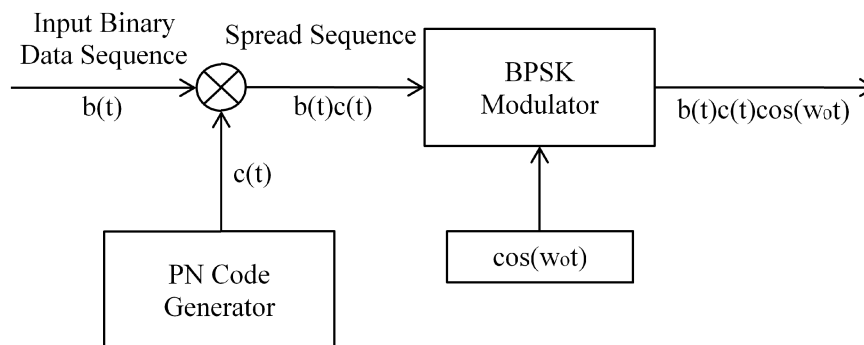 Input Binary
Data Sequence
Spread Sequence
b(t)
b(t)c(t)
BPSK
Modulator
b(t)c(t)cos(w₀t)
c(t)
PN Code
Generator
cos(w₀t)